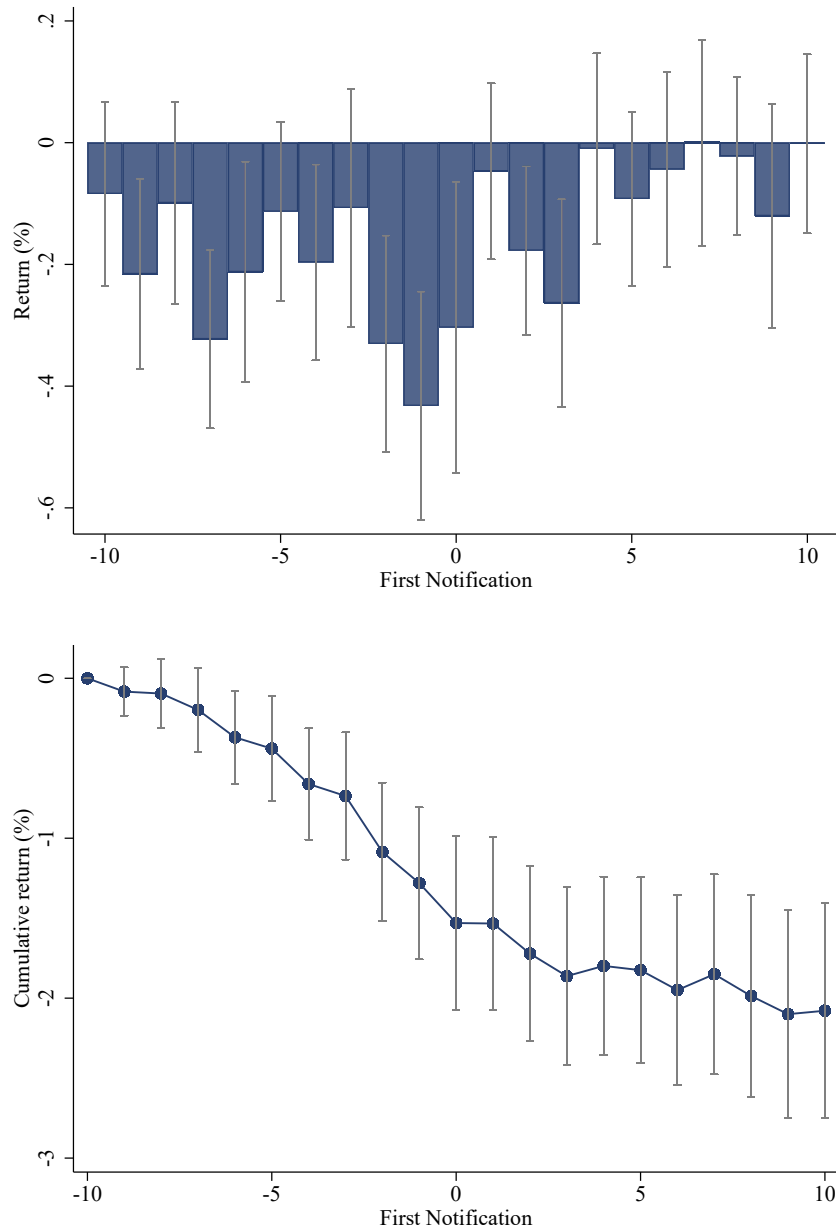 Return (%)
.2
0
-.2
-.4
-.6
-10 -5 0 5 10
First Notification
Cumulative return (%)
0
-1
-2
-3
-10 -5 0 5 10
First Notification